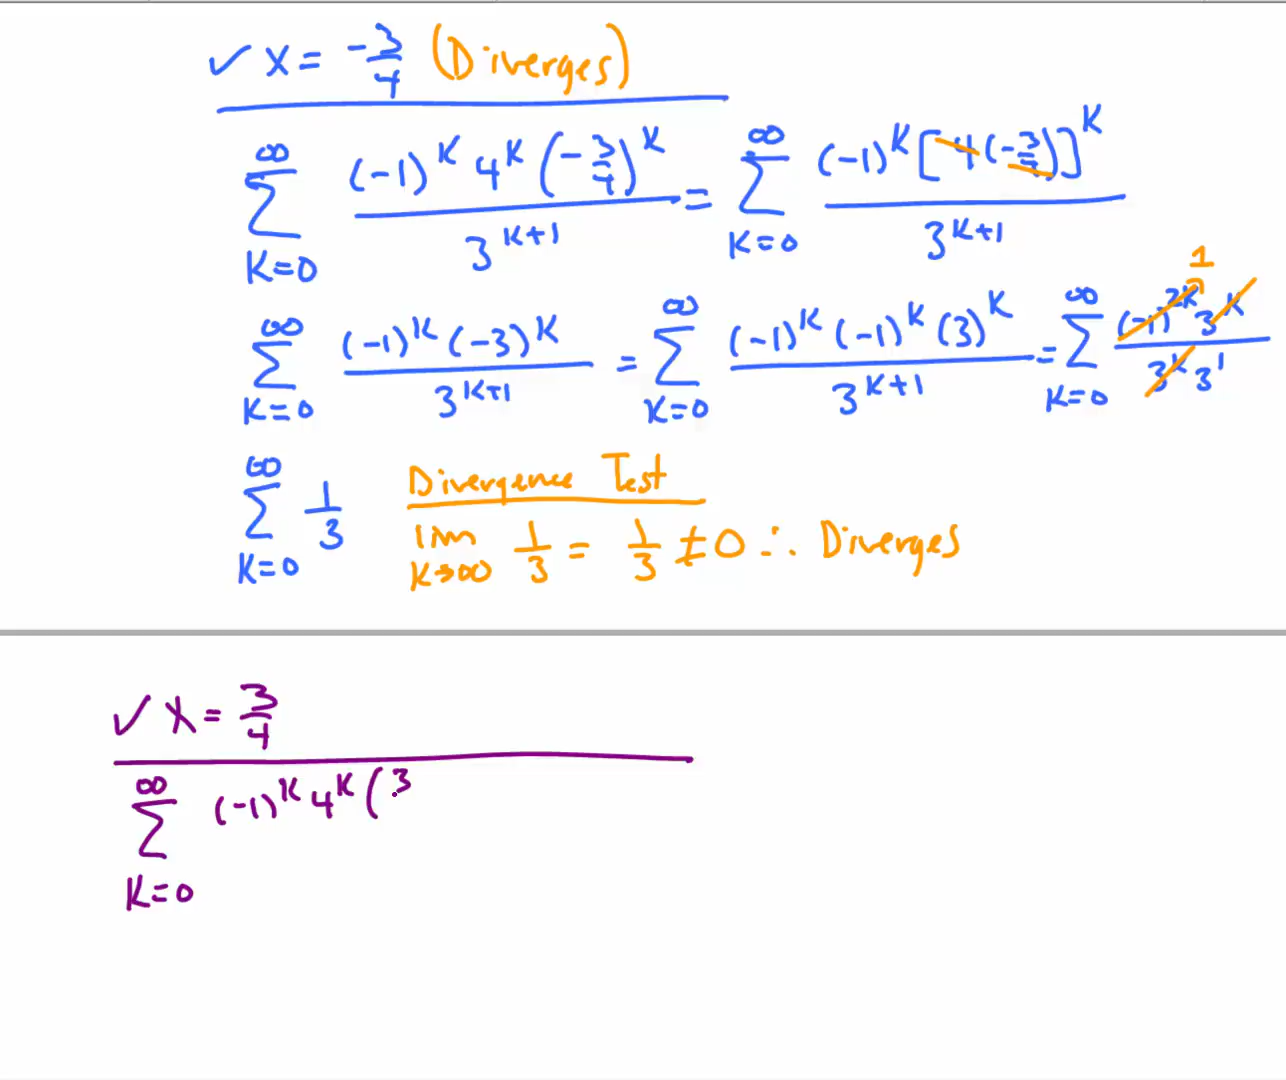 ✓ x = -3/4 (Diverges)
∞ Σ K=0 (-1)^K 4^K (-3/4)^K / 3^(K+1) = ∞ Σ K=0 (-1)^K [4(-3/4)]^K / 3^(K+1)
∞ Σ K=0 (-1)^K (-3)^K / 3^(K+1) = ∞ Σ K=0 (-1)^K (-1)^K (3)^K / 3^(K+1) = ∞ Σ K=0 (-1)^(2K) 3^K / 3^K 3^1 → 1
∞ Σ K=0 1/3
Divergence Test
lim K→∞ 1/3 = 1/3 ≠ 0 ∴ Diverges
✓ x = 3/4
∞ Σ K=0 (-1)^K 4^K (3